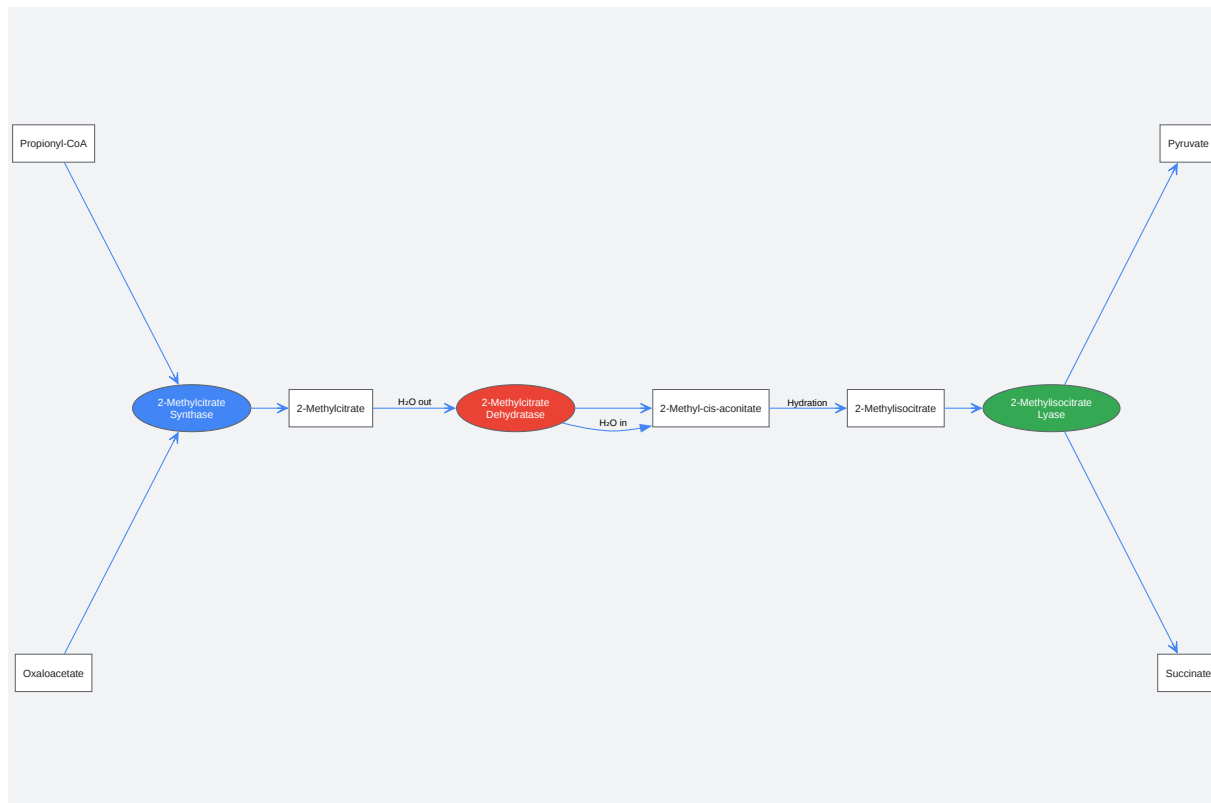 Propionyl-CoA
Pyruvate
2-Methylcitrate
Synthase
2-Methylcitrate
H₂O out
2-Methylcitrate
Dehydratase
H₂O in
2-Methyl-cis-aconitate
Hydration
2-Methylisocitrate
2-Methylisocitrate
Lyase
Oxaloacetate
Succinate